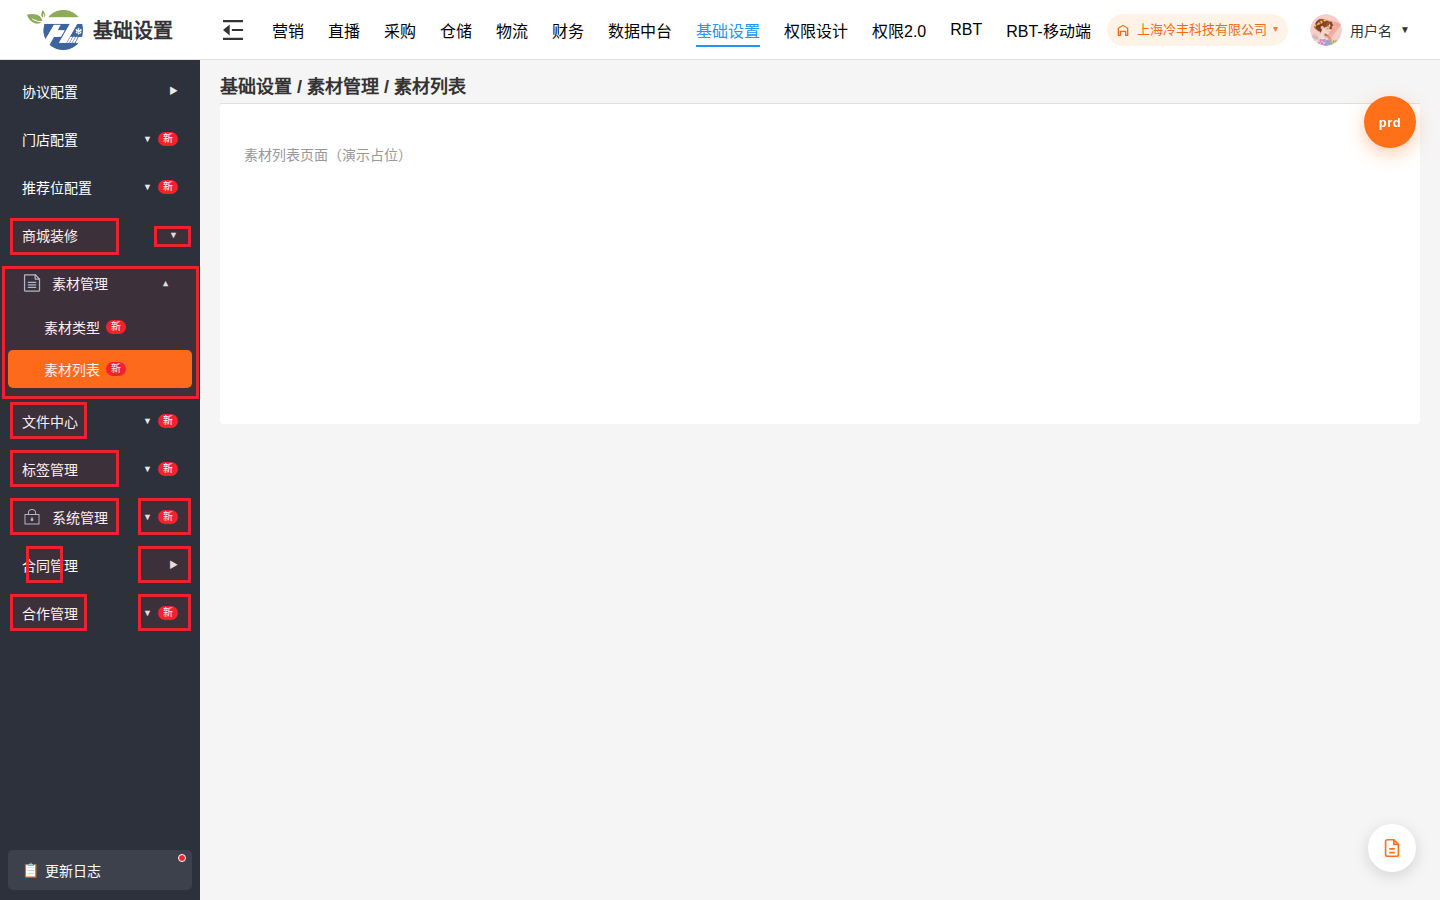 基础设置
营销 直播 采购 仓储 物流 财务 数据中台 基础设置 权限设计 权限2.0 RBT RBT-移动端 上海冷丰科技有限公司 用户名
协议配置
门店配置 新
推荐位配置 新
商城装修
素材管理
素材类型 新
素材列表 新
文件中心 新
标签管理 新
系统管理 新
合同管理
合作管理 新
更新日志
基础设置 / 素材管理 / 素材列表
prd
素材列表页面（演示占位）